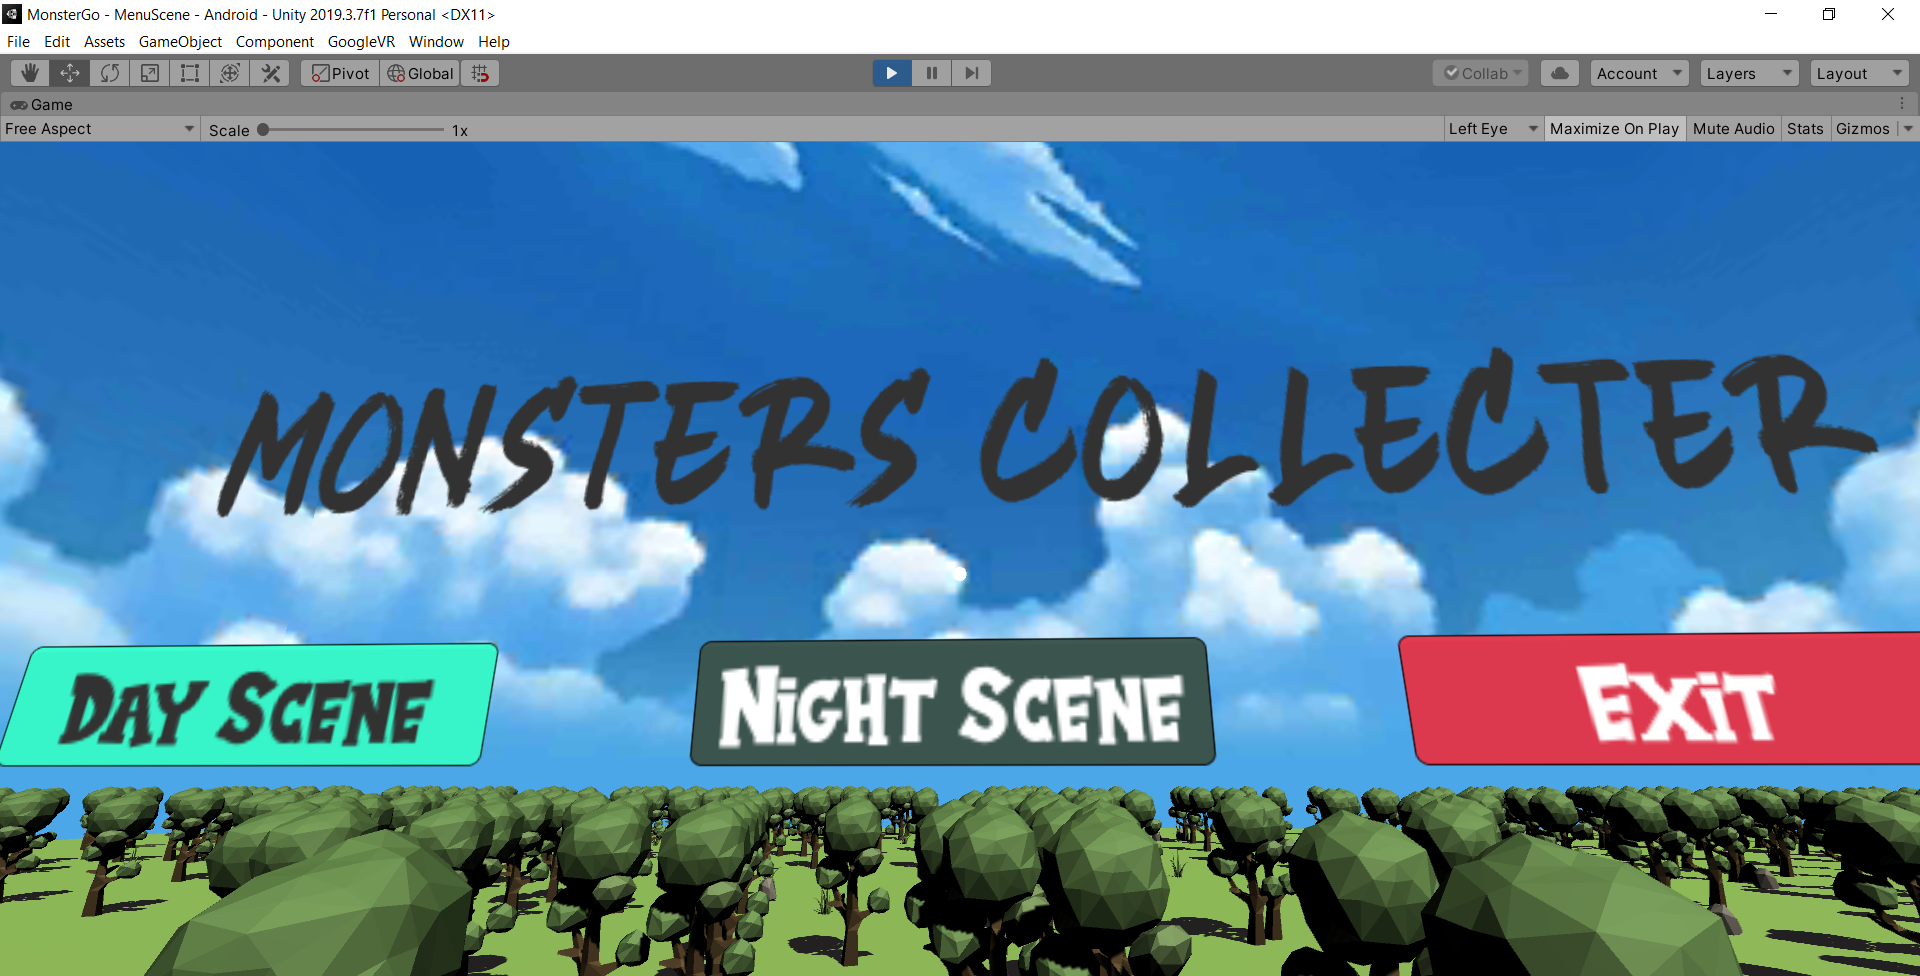 MonsterGo - MenuScene - Android - Unity 2019.3.7f1 Personal <DX11>
File Edit Assets GameObject Component GoogleVR Window Help
Pivot Global Collab Account Layers Layout
Game
Free Aspect Scale 1x Left Eye Maximize On Play Mute Audio Stats Gizmos
MONSTERS COLLECTER
DAY SCENE NIGHT SCENE EXIT